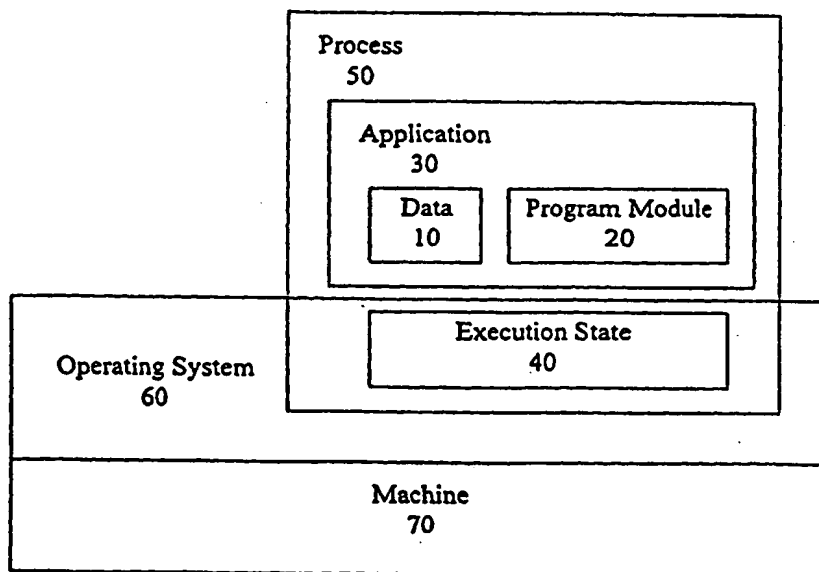 Process
50
Application
30
Data
10
Program Module
20
Execution State
40
Operating System
60
Machine
70